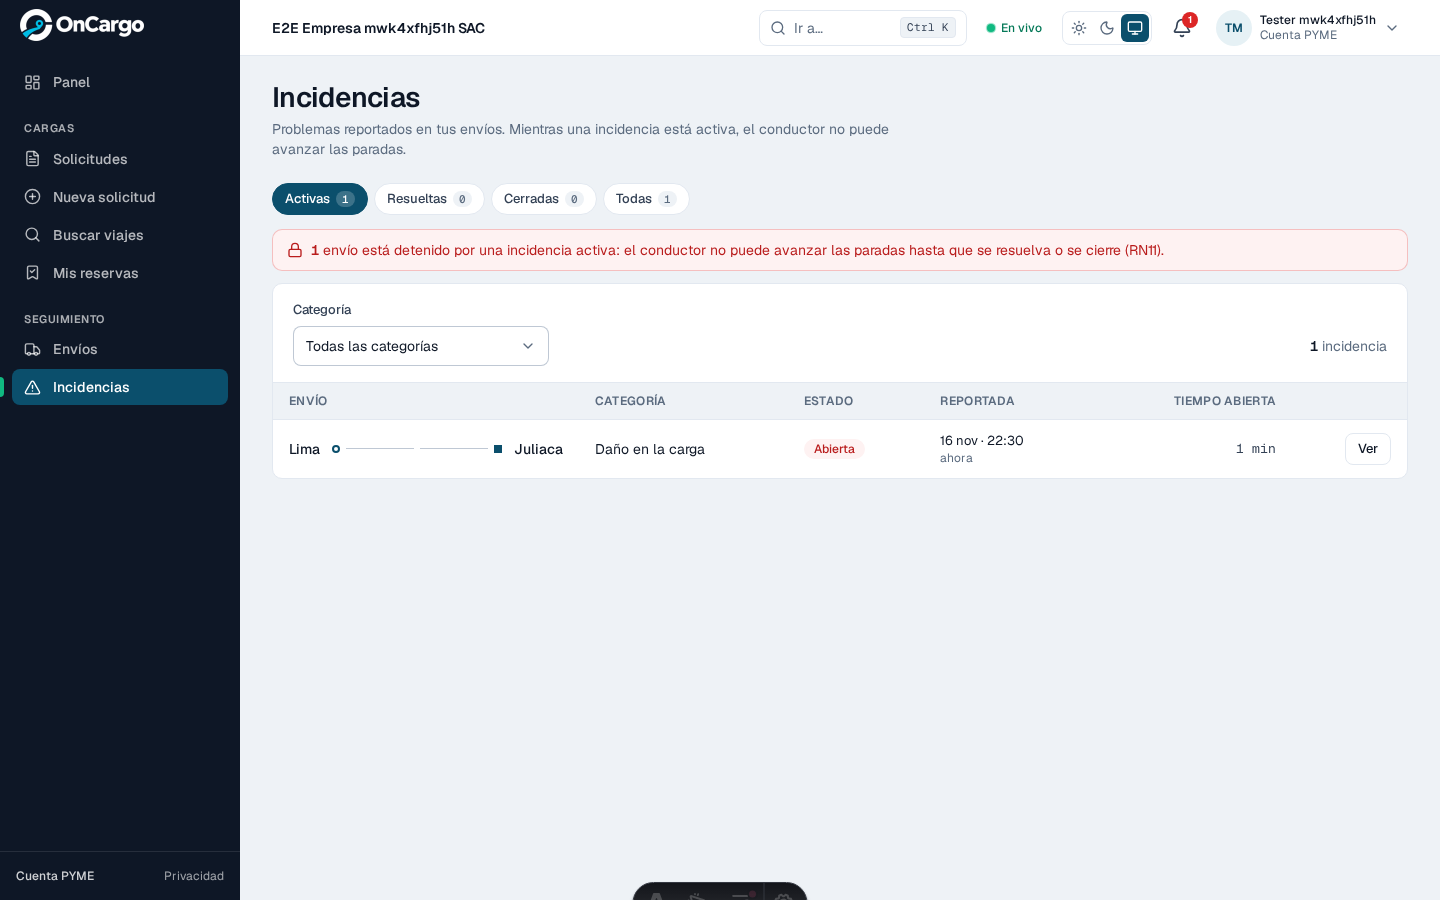 OnCargo
E2E Empresa mwk4xfhj51h SAC
Ir a...
Ctrl K
En vivo
1
TM
Tester mwk4xfhj51h
Cuenta PYME
Panel
CARGAS
Solicitudes
Nueva solicitud
Buscar viajes
Mis reservas
SEGUIMIENTO
Envíos
Incidencias
Cuenta PYME
Privacidad
Incidencias
Problemas reportados en tus envíos. Mientras una incidencia está activa, el conductor no puede
avanzar las paradas.
Activas 1
Resueltas 0
Cerradas 0
Todas 1
1 envío está detenido por una incidencia activa: el conductor no puede avanzar las paradas hasta que se resuelva o se cierre (RN11).
Categoría
Todas las categorías
1 incidencia
ENVÍO CATEGORÍA ESTADO REPORTADA TIEMPO ABIERTA
Lima Juliaca Daño en la carga Abierta 16 nov · 22:30 1 min Ver
ahora